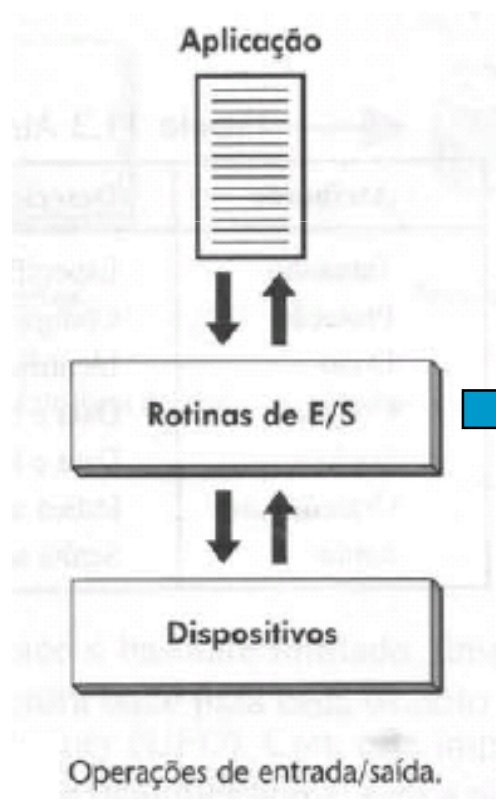 Aplicação
Rotinas de E/S
Dispositivos
Operações de entrada/saída.